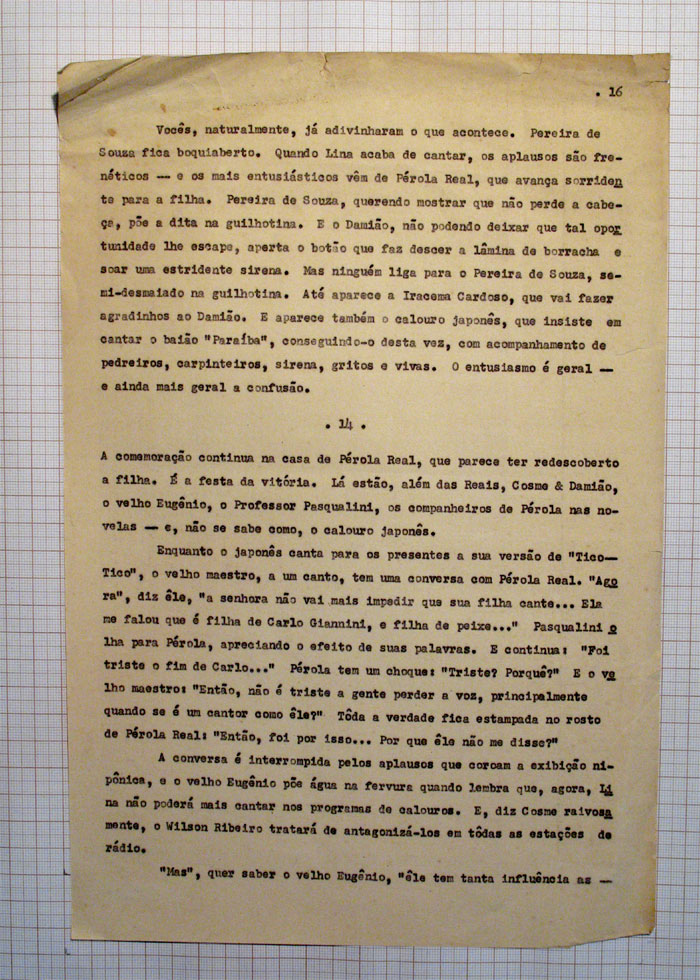 . 16
Vocês, naturalmente, já adivinharam o que acontece. Pereira de
Souza fica boquiaberto. Quando Lina acaba de cantar, os aplausos são fre-
néticos — e os mais entusiásticos vêm de Pérola Real, que avança sorriden
te para a filha. Pereira de Souza, querendo mostrar que não perde a cabe-
ça, põe a dita na guilhotina. E o Damião, não podendo deixar que tal opor
tunidade lhe escape, aperta o botão que faz descer a lâmina de borracha e
soar uma estridente sirena. Mas ninguém liga para o Pereira de Souza, se-
mi-desmaiado na guilhotina. Até aparece a Iracema Cardoso, que vai fazer
agradinhos ao Damião. E aparece também o calouro japonês, que insiste em
cantar o baião "Paraíba", conseguindo-o desta vez, com acompanhamento de
pedreiros, carpinteiros, sirena, gritos e vivas. O entusiasmo é geral —
e ainda mais geral a confusão.
. 14 .
A comemoração continua na casa de Pérola Real, que parece ter redescoberto
a filha. É a festa da vitória. Lá estão, além das Reais, Cosme & Damião,
o velho Eugênio, o Professor Pasqualini, os companheiros de Pérola nas no-
velas — e, não se sabe como, o calouro japonês.
Enquanto o japonês canta para os presentes a sua versão de "Tico-
Tico", o velho maestro, a um canto, tem uma conversa com Pérola Real. "Ago
ra", diz êle, "a senhora não vai mais impedir que sua filha cante... Ela
me falou que é filha de Carlo Giannini, e filha de peixe..." Pasqualini o
lha para Pérola, apreciando o efeito de suas palavras. E continua: "Foi
triste o fim de Carlo..." Pérola tem um choque: "Triste? Porquê?" E o ve
lho maestro: "Então, não é triste a gente perder a voz, principalmente
quando se é um cantor como êle?" Tôda a verdade fica estampada no rosto
de Pérola Real: "Então, foi por isso... Por que êle não me disse?"
A conversa é interrompida pelos aplausos que coroam a exibição ni-
pônica, e o velho Eugênio põe água na fervura quando lembra que, agora, Li
na não poderá mais cantar nos programas de calouros. E, diz Cosme raivosa
mente, o Wilson Ribeiro tratará de antagonizá-los em tôdas as estações de
rádio.
"Mas", quer saber o velho Eugênio, "êle tem tanta influência as —